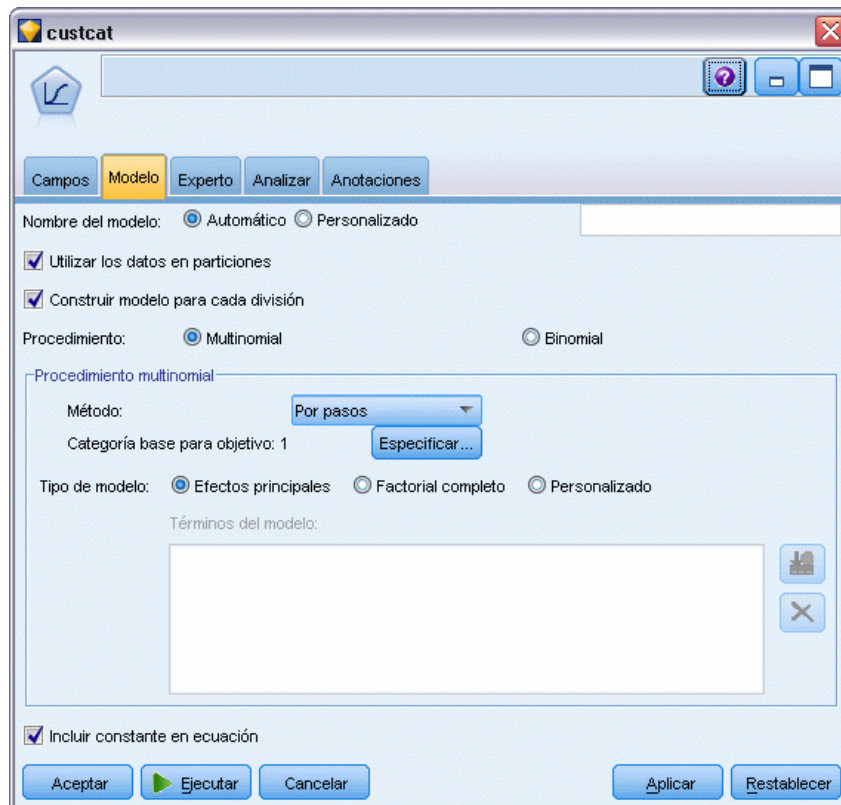 custcat
Campos Modelo Experto Analizar Anotaciones
Nombre del modelo: Automático Personalizado
Utilizar los datos en particiones
Construir modelo para cada división
Procedimiento: Multinomial Binomial
Procedimiento multinomial
Método: Por pasos
Categoría base para objetivo: 1 Especificar...
Tipo de modelo: Efectos principales Factorial completo Personalizado
Términos del modelo:
Incluir constante en ecuación
Aceptar Ejecutar Cancelar Aplicar Restablecer